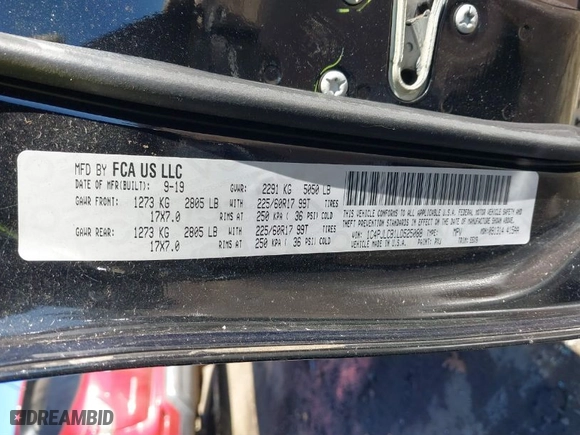 MFD BY FCA US LLC
DATE OF MFR(BUILT): 9-19 GVWR: 2291 KG 5050 LB
GAWR FRONT: 1273 KG 2805 LB WITH 225/60R17 99T TIRES
17X7.0 RIMS AT 250 KPA ( 36 PSI) COLD
GAWR REAR: 1273 KG 2805 LB WITH 225/60R17 99T TIRES
17X7.0 RIMS AT 250 KPA ( 36 PSI) COLD
THIS VEHICLE CONFORMS TO ALL APPLICABLE U.S.A. FEDERAL MOTOR VEHICLE SAFETY AND THEFT PREVENTION STANDARDS IN EFFECT ON THE DATE OF MANUFACTURE SHOWN ABOVE.
TYPE: MPV
VEHICLE MADE IN U.S.A. PAINT: PXJ
DREAMBID